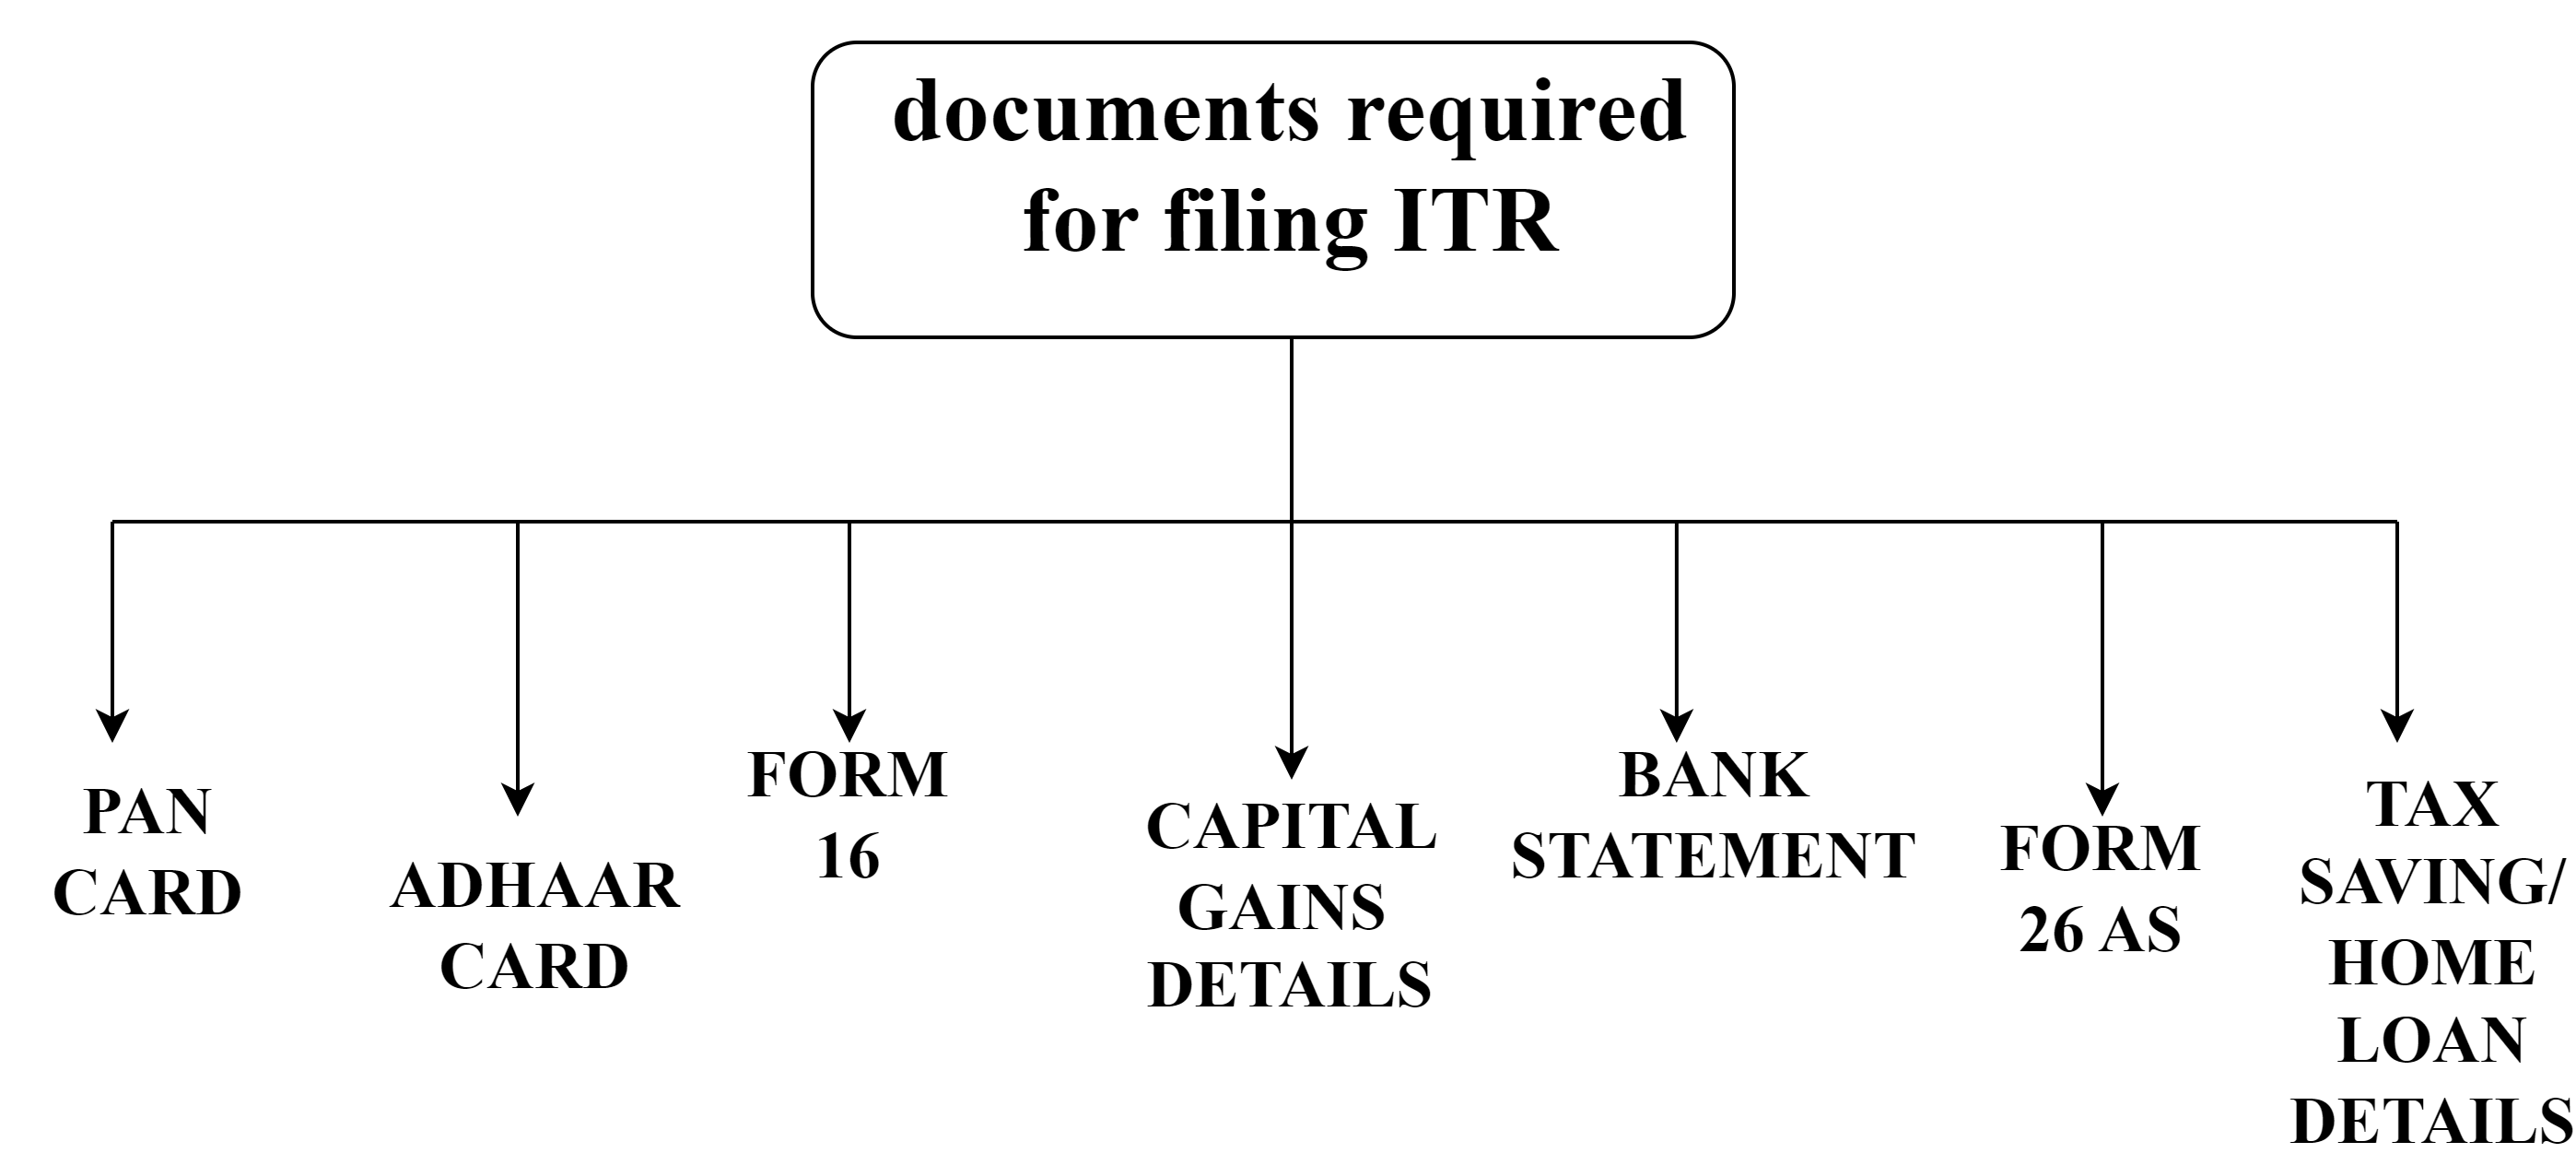 documents required
for filing ITR
PAN
CARD
ADHAAR
CARD
FORM
16
CAPITAL
GAINS
DETAILS
BANK
STATEMENT
FORM
26 AS
TAX
SAVING/
HOME
LOAN
DETAILS